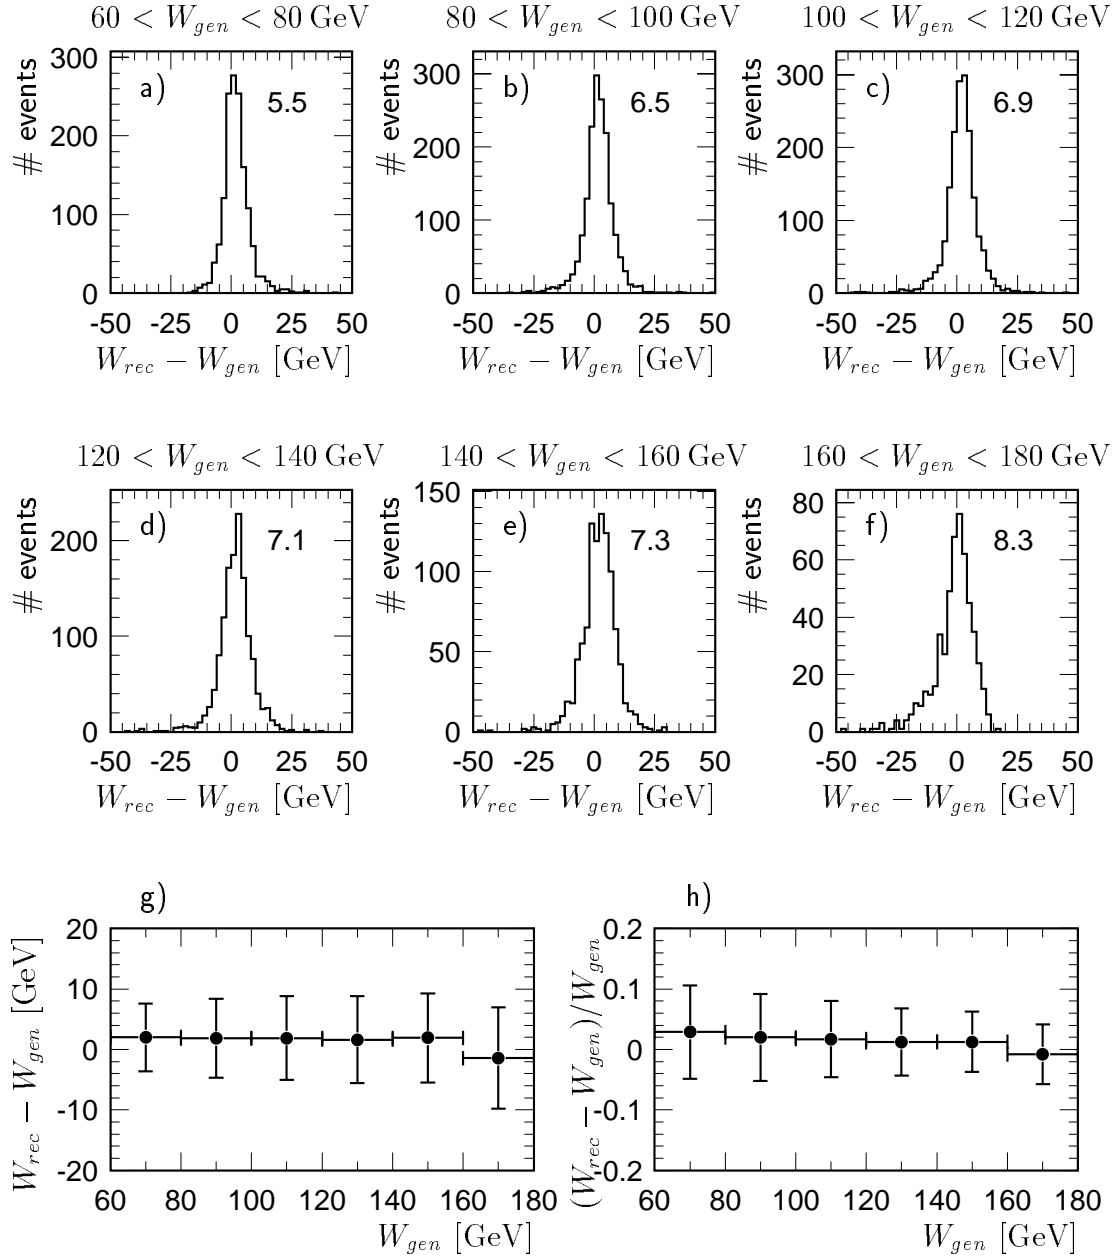 60 < W_gen < 80 GeV
80 < W_gen < 100 GeV
100 < W_gen < 120 GeV
# events
300
200
100
0
a)
5.5
-50 -25 0 25 50
W_rec − W_gen [GeV]
# events
300
200
100
0
b)
6.5
-50 -25 0 25 50
W_rec − W_gen [GeV]
# events
300
200
100
0
c)
6.9
-50 -25 0 25 50
W_rec − W_gen [GeV]
120 < W_gen < 140 GeV
140 < W_gen < 160 GeV
160 < W_gen < 180 GeV
# events
200
100
0
d)
7.1
-50 -25 0 25 50
W_rec − W_gen [GeV]
# events
150
100
50
0
e)
7.3
-50 -25 0 25 50
W_rec − W_gen [GeV]
# events
80
60
40
20
0
f)
8.3
-50 -25 0 25 50
W_rec − W_gen [GeV]
g)
W_rec − W_gen [GeV]
20
10
0
-10
-20
60 80 100 120 140 160 180
W_gen [GeV]
h)
(W_rec − W_gen)/W_gen
0.2
0.1
0
-0.1
-0.2
60 80 100 120 140 160 180
W_gen [GeV]